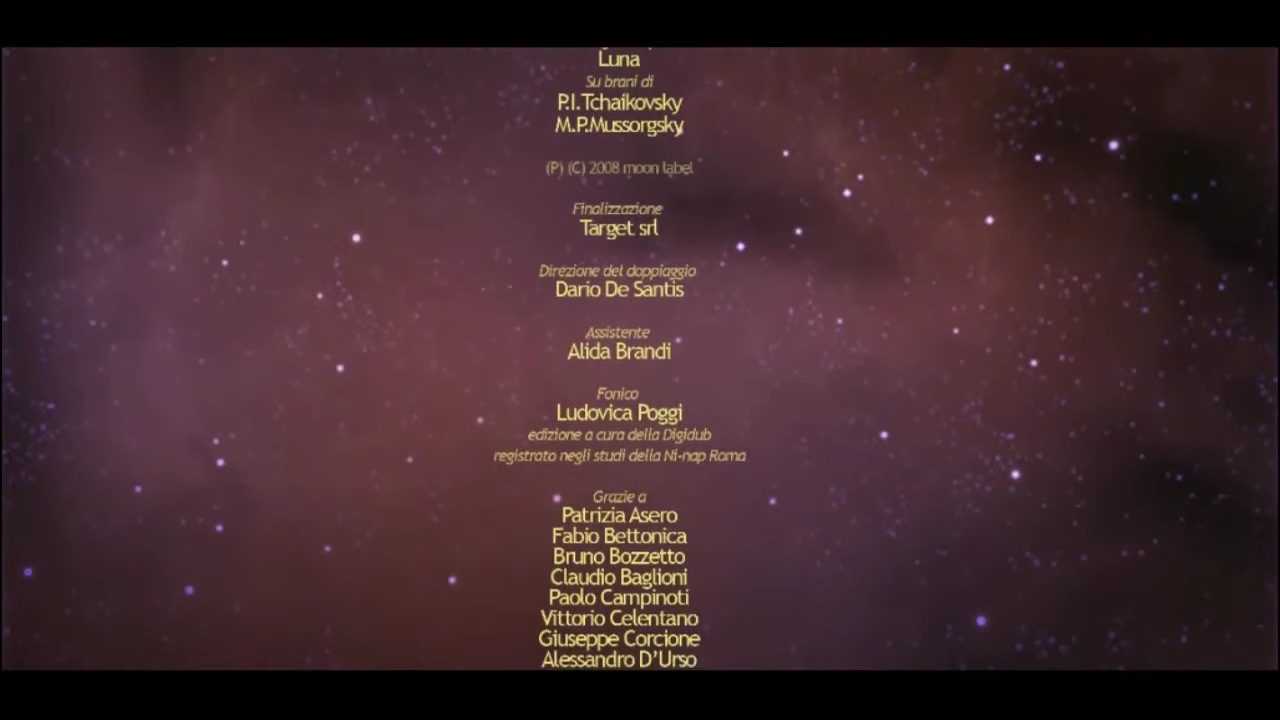 Luna
Su brani di
P.I.Tchaikovsky
M.P.Mussorgsky
(P) (C) 2008 moon label
Finalizzazione
Target srl
Direzione del doppiaggio
Dario De Santis
Assistente
Alida Brandi
Fonico
Ludovica Poggi
edizione a cura della Digidub
registrato negli studi della Ni-nap Roma
Grazie a
Patrizia Asero
Fabio Bettonica
Bruno Bozzetto
Claudio Baglioni
Paolo Campinoti
Vittorio Celentano
Giuseppe Corcione
Alessandro D'Urso